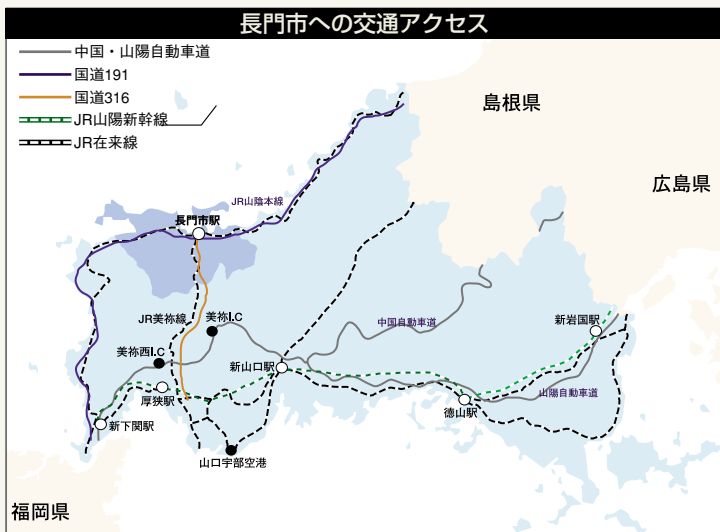 長門市への交通アクセス
中国・山陽自動車道
国道191
国道316
JR山陽新幹線
JR在来線
島根県
広島県
JR山陰本線
長門市駅
JR美祢線
美祢I.C
中国自動車道
新岩国駅
美祢西I.C
新山口駅
厚狭駅
徳山駅
山陽自動車道
新下関駅
山口宇部空港
福岡県